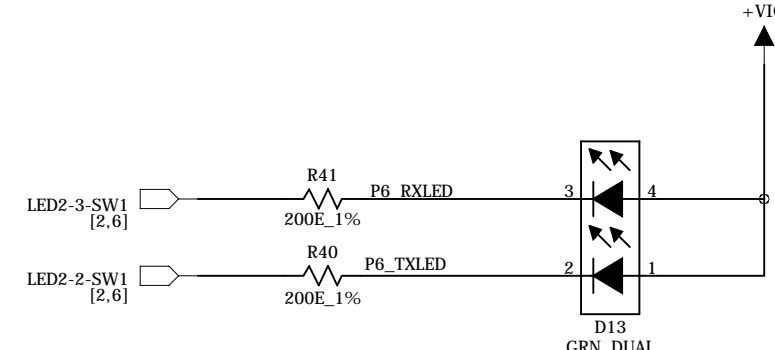 +VI
R41
P6_RXLED
3
4
LED2-3-SW1
[2,6]
200E_1%
R40
P6_TXLED
2
1
LED2-2-SW1
[2,6]
200E_1%
D13
GRN_DUAL